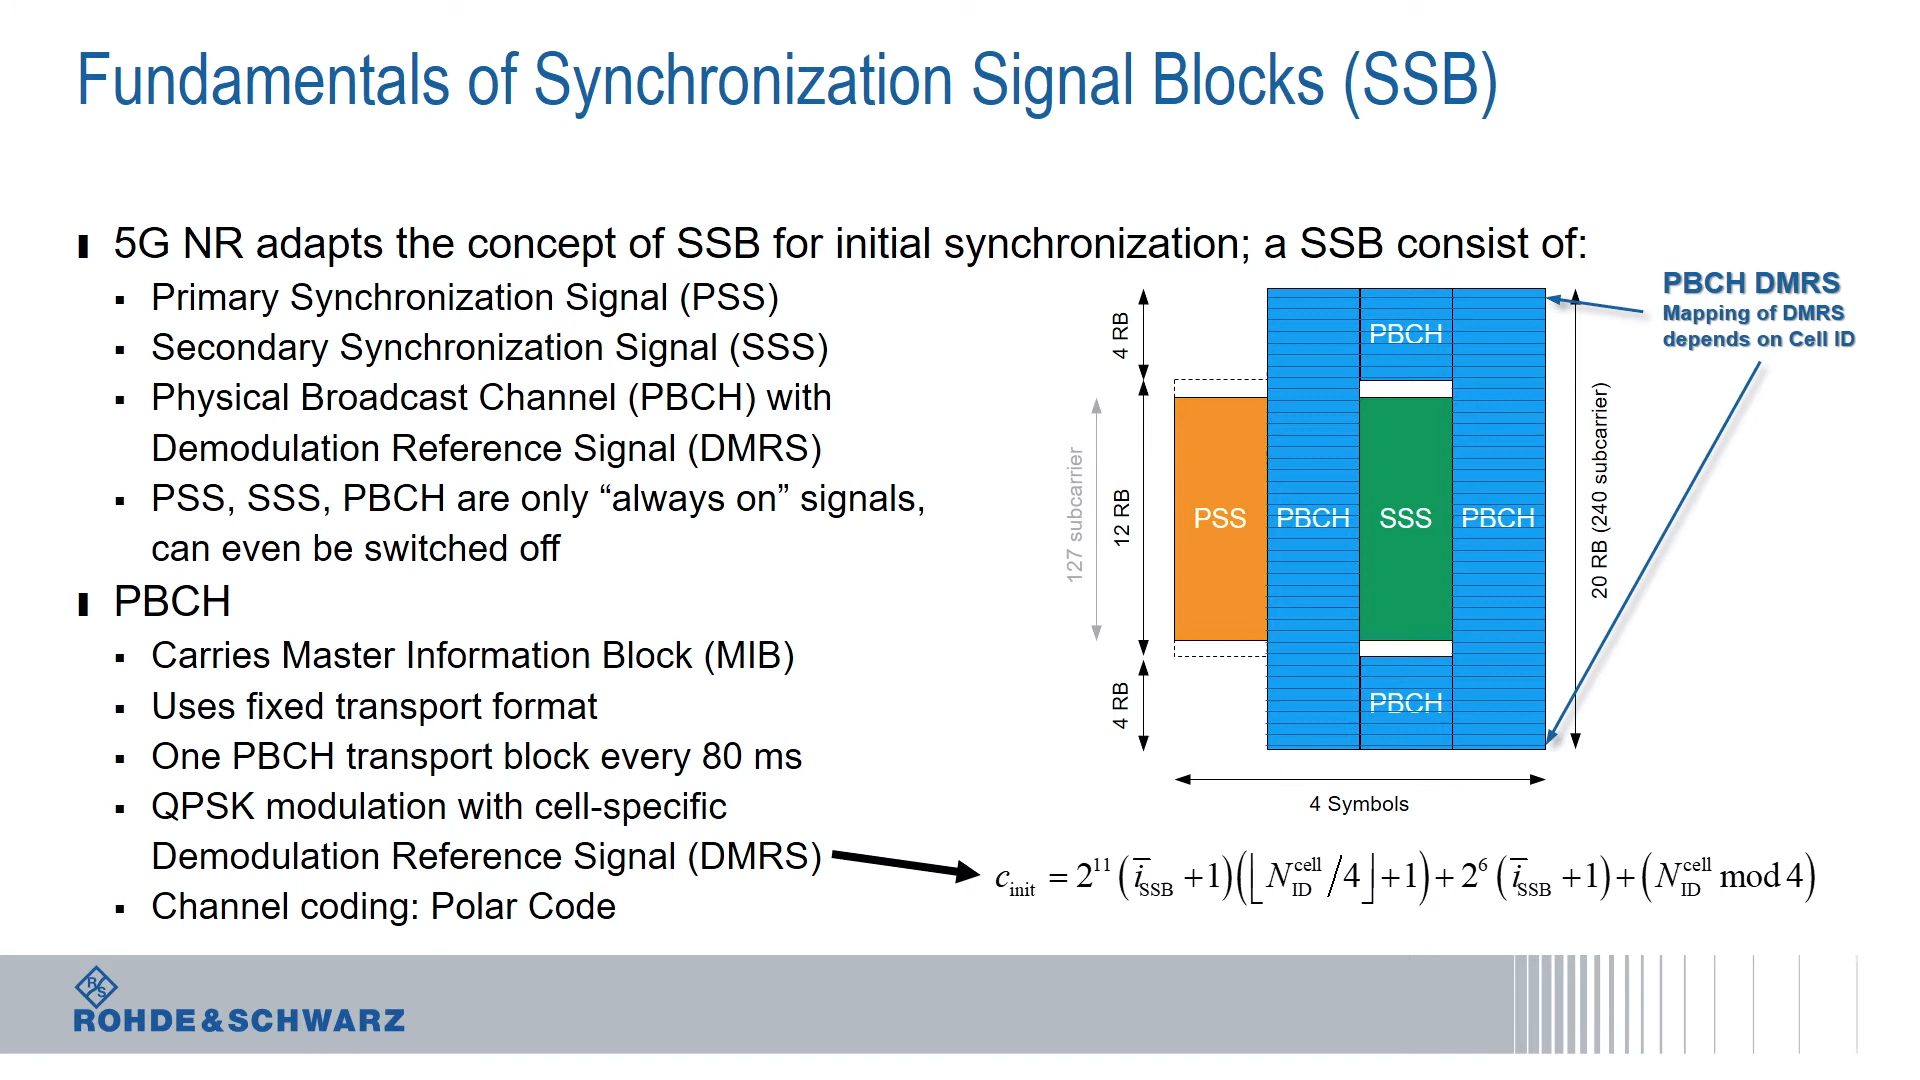 Fundamentals of Synchronization Signal Blocks (SSB)
5G NR adapts the concept of SSB for initial synchronization; a SSB consist of:
Primary Synchronization Signal (PSS)
Secondary Synchronization Signal (SSS)
Physical Broadcast Channel (PBCH) with
Demodulation Reference Signal (DMRS)
PSS, SSS, PBCH are only “always on” signals,
can even be switched off
PBCH
Carries Master Information Block (MIB)
Uses fixed transport format
One PBCH transport block every 80 ms
QPSK modulation with cell-specific
Demodulation Reference Signal (DMRS)
Channel coding: Polar Code
PBCH DMRS
Mapping of DMRS
depends on Cell ID
4 RB
12 RB
4 RB
127 subcarrier
PBCH
PSS
PBCH
SSS
PBCH
PBCH
20 RB (240 subcarrier)
4 Symbols
c_init = 2^11 (i̅_SSB +1)(⌊N_ID^cell /4⌋+1)+2^6 (i̅_SSB +1)+(N_ID^cell mod 4)
RS
ROHDE&SCHWARZ